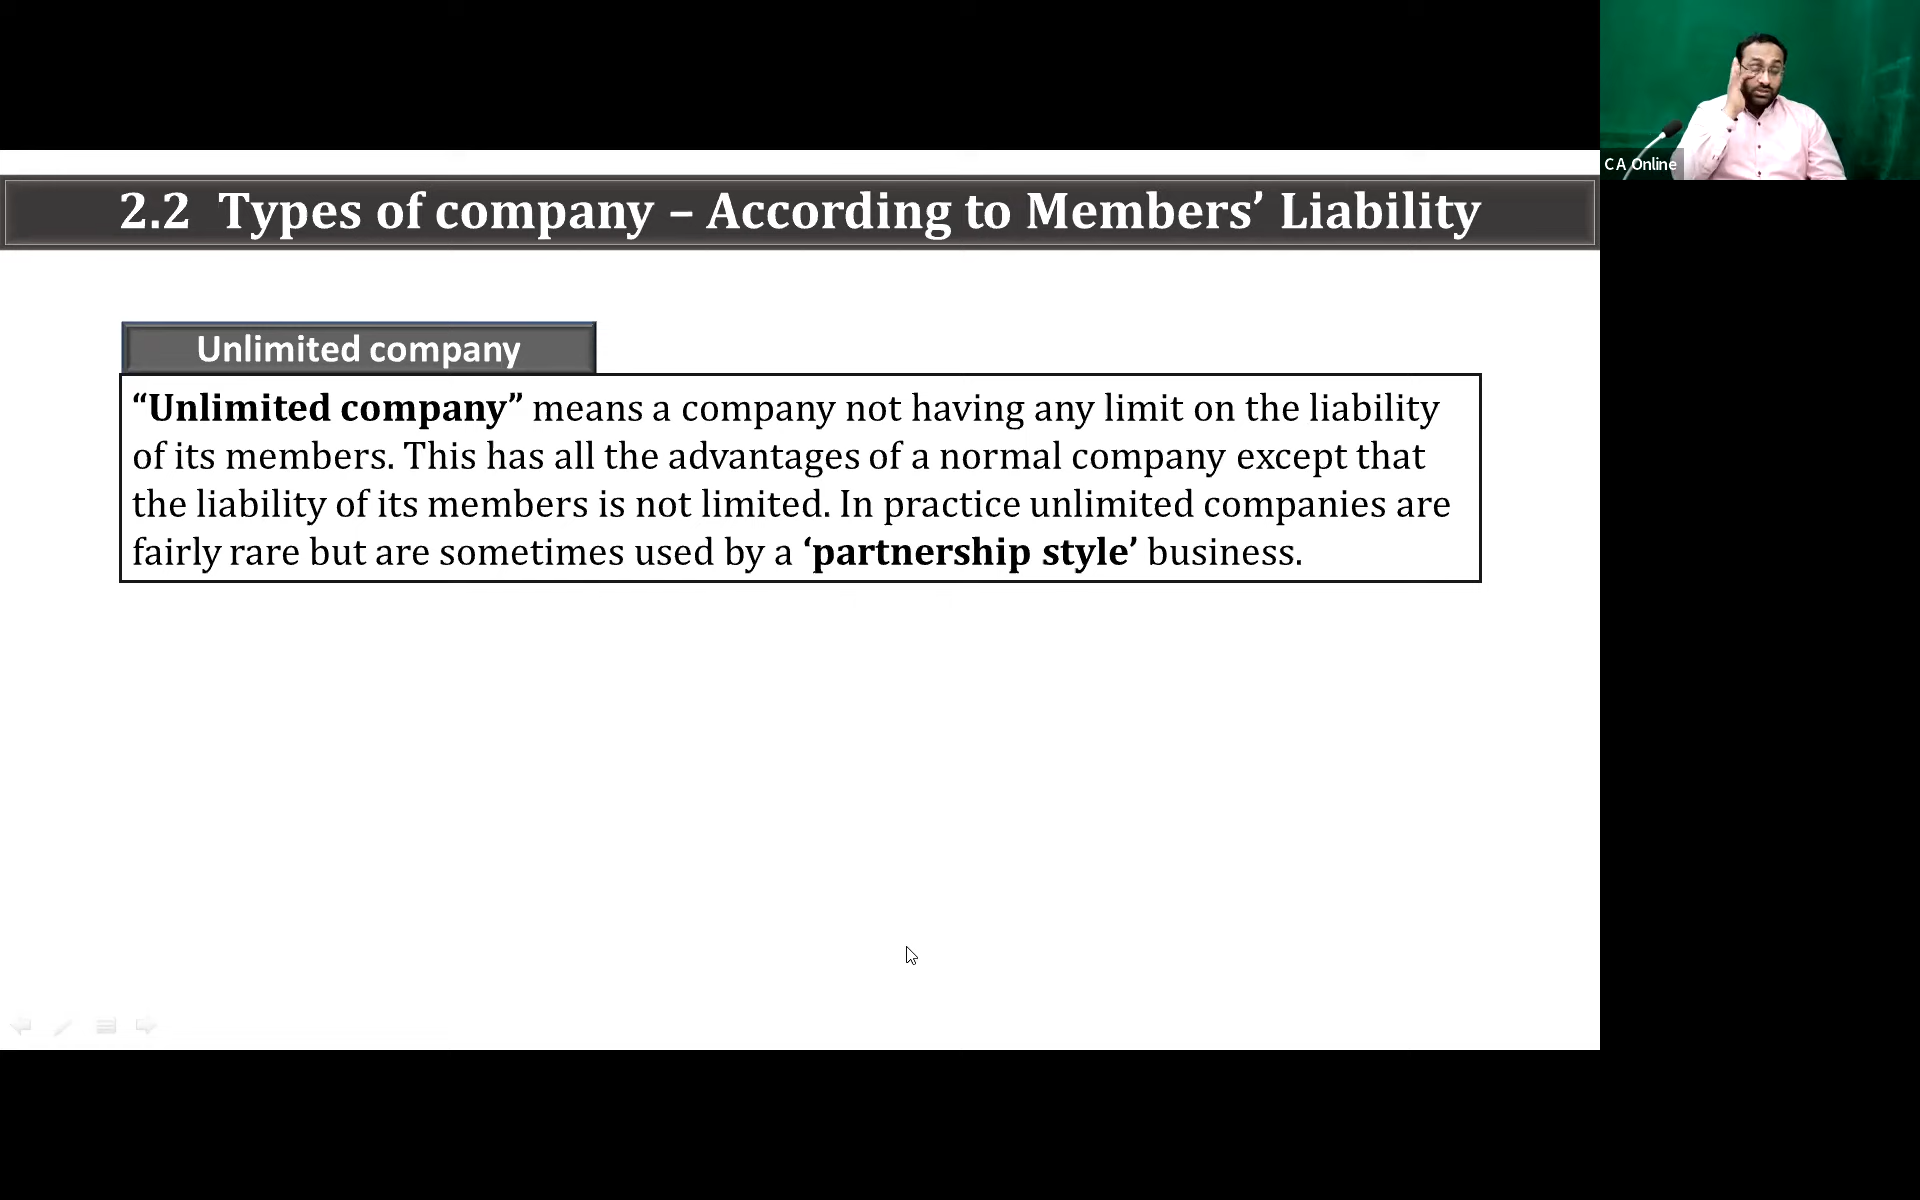 2.2 Types of company – According to Members’ Liability
Unlimited company
“Unlimited company” means a company not having any limit on the liability
of its members. This has all the advantages of a normal company except that
the liability of its members is not limited. In practice unlimited companies are
fairly rare but are sometimes used by a ‘partnership style’ business.
C A Online